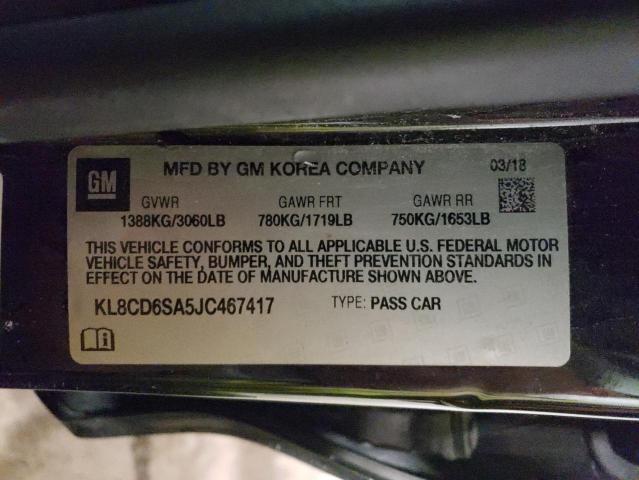 GM MFD BY GM KOREA COMPANY 03/18
GVWR GAWR FRT GAWR RR
1388KG/3060LB 780KG/1719LB 750KG/1653LB
THIS VEHICLE CONFORMS TO ALL APPLICABLE U.S. FEDERAL MOTOR
VEHICLE SAFETY, BUMPER, AND THEFT PREVENTION STANDARDS IN
EFFECT ON THE DATE OF MANUFACTURE SHOWN ABOVE.
KL8CD6SA5JC467417 TYPE: PASS CAR